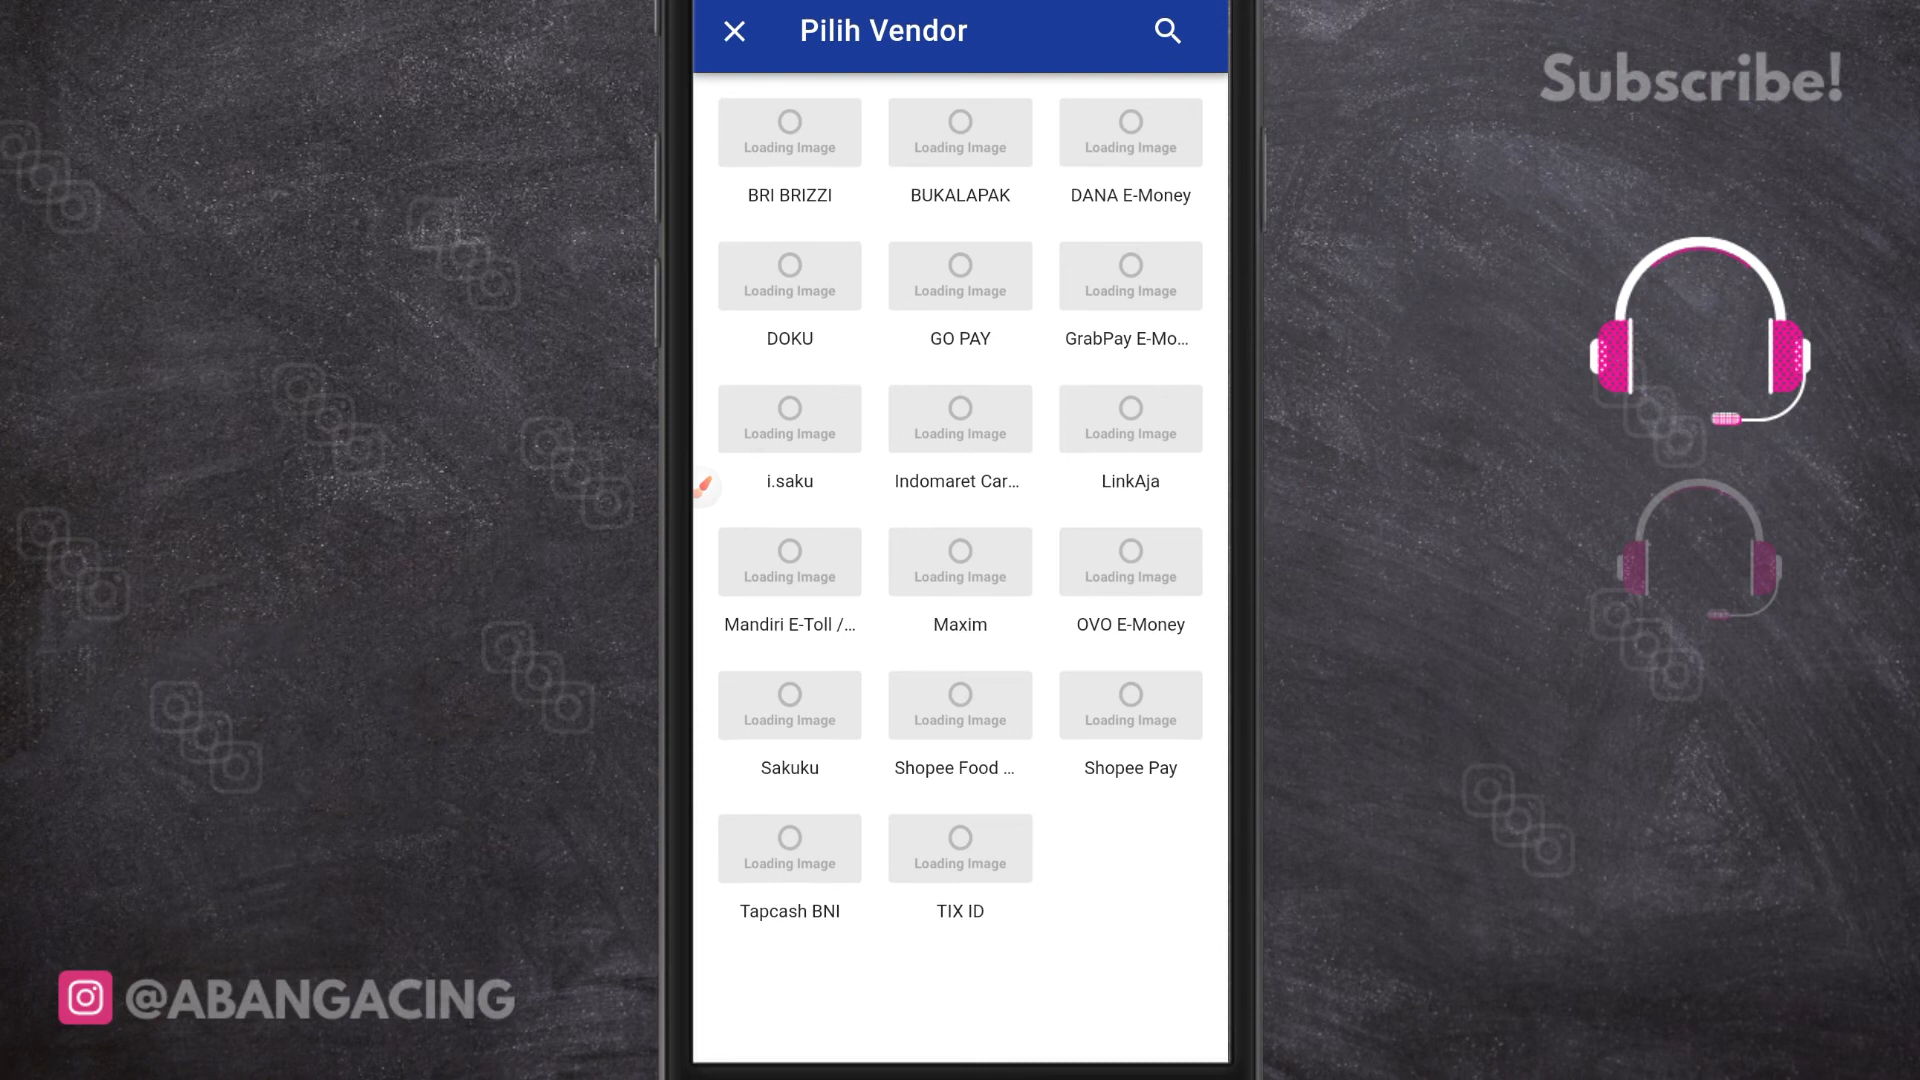 Pilih Vendor
Subscribe!
Loading Image
Loading Image
Loading Image
BRI BRIZZI
BUKALAPAK
DANA E-Money
Loading Image
Loading Image
Loading Image
DOKU
GO PAY
GrabPay E-Mo...
Loading Image
Loading Image
Loading Image
i.saku
Indomaret Car...
LinkAja
Loading Image
Loading Image
Loading Image
Mandiri E-Toll /...
Maxim
OVO E-Money
Loading Image
Loading Image
Loading Image
Sakuku
Shopee Food ...
Shopee Pay
Loading Image
Loading Image
Tapcash BNI
TIX ID
@ABANGACING